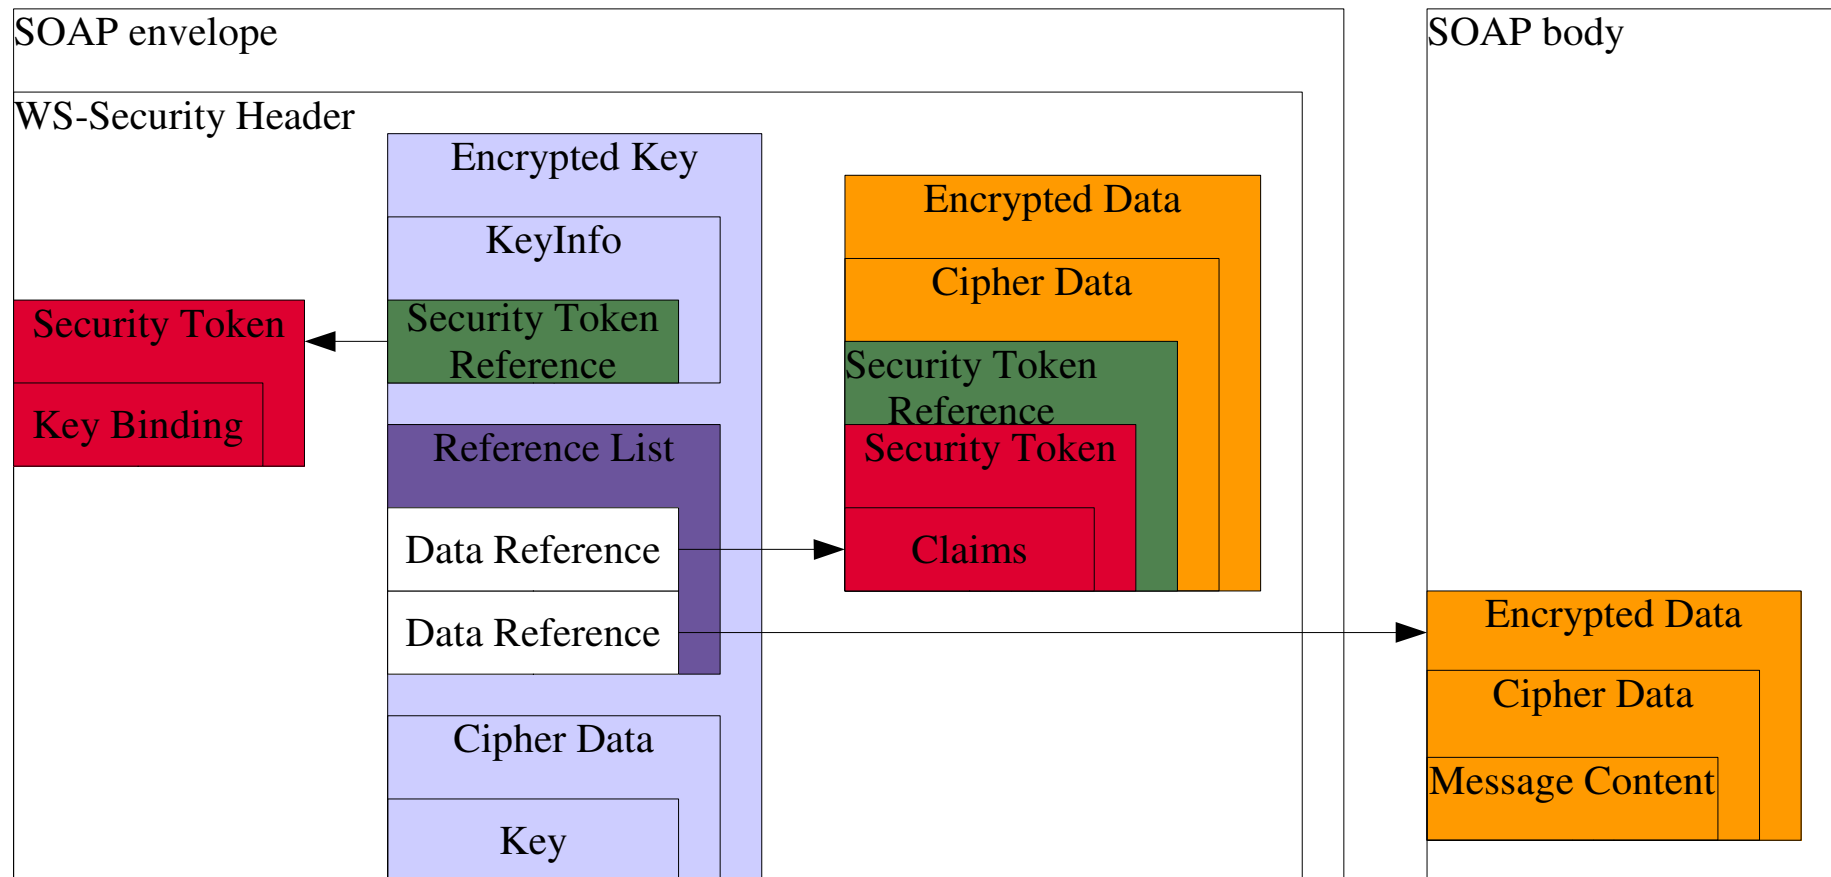 SOAP envelope
WS-Security Header
Security Token
Key Binding
Encrypted Key
KeyInfo
Security Token
Reference
Reference List
Data Reference
Data Reference
Cipher Data
Key
Encrypted Data
Cipher Data
Security Token
Reference
Security Token
Claims
SOAP body
Encrypted Data
Cipher Data
Message Content